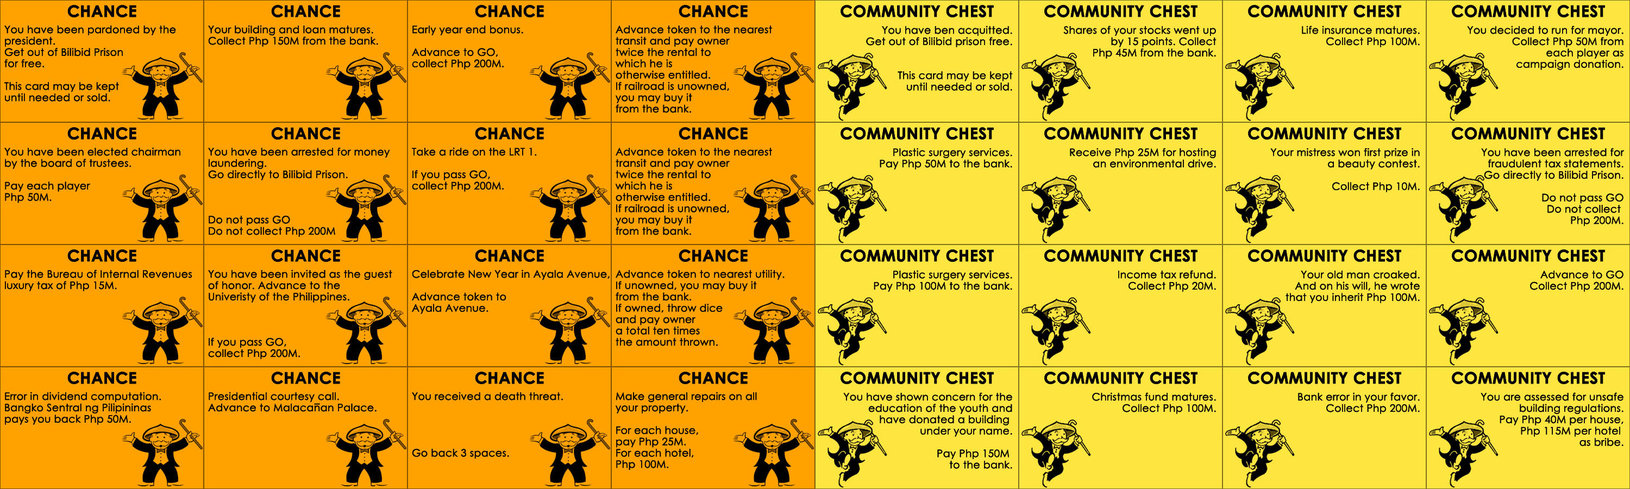 CHANCE
You have been pardoned by the
president.
Get out of Bilibid Prison
for free.
This card may be kept
until needed or sold.
CHANCE
Your building and loan matures.
Collect Php 150M from the bank.
CHANCE
Early year end bonus.
Advance to GO,
collect Php 200M.
CHANCE
Advance token to the nearest
transit and pay owner
twice the rental to
which he is
otherwise entitled.
If railroad is unowned,
you may buy it
from the bank.
COMMUNITY CHEST
You have ben acquitted.
Get out of Bilibid prison free.
This card may be kept
until needed or sold.
COMMUNITY CHEST
Shares of your stocks went up
by 15 points. Collect
Php 45M from the bank.
COMMUNITY CHEST
Life insurance matures.
Collect Php 100M.
COMMUNITY CHEST
You decided to run for mayor.
Collect Php 50M from
each player as
campaign donation.
CHANCE
You have been elected chairman
by the board of trustees.
Pay each player
Php 50M.
CHANCE
You have been arrested for money
laundering.
Go directly to Bilibid Prison.
Do not pass GO
Do not collect Php 200M
CHANCE
Take a ride on the LRT 1.
If you pass GO,
collect Php 200M.
CHANCE
Advance token to the nearest
transit and pay owner
twice the rental to
which he is
otherwise entitled.
If railroad is unowned,
you may buy it
from the bank.
COMMUNITY CHEST
Plastic surgery services.
Pay Php 50M to the bank.
COMMUNITY CHEST
Receive Php 25M for hosting
an environmental drive.
COMMUNITY CHEST
Your mistress won first prize in
a beauty contest.
Collect Php 10M.
COMMUNITY CHEST
You have been arrested for
fraudulent tax statements.
Go directly to Bilibid Prison.
Do not pass GO
Do not collect
Php 200M.
CHANCE
Pay the Bureau of Internal Revenues
luxury tax of Php 15M.
CHANCE
You have been invited as the guest
of honor. Advance to the
Univeristy of the Philippines.
If you pass GO,
collect Php 200M.
CHANCE
Celebrate New Year in Ayala Avenue,
Advance token to
Ayala Avenue.
CHANCE
Advance token to nearest utility.
If unowned, you may buy it
from the bank.
If owned, throw dice
and pay owner
a total ten times
the amount thrown.
COMMUNITY CHEST
Plastic surgery services.
Pay Php 100M to the bank.
COMMUNITY CHEST
Income tax refund.
Collect Php 20M.
COMMUNITY CHEST
Your old man croaked.
And on his will, he wrote
that you inherit Php 100M.
COMMUNITY CHEST
Advance to GO
Collect Php 200M.
CHANCE
Error in dividend computation.
Bangko Sentral ng Pilipininas
pays you back Php 50M.
CHANCE
Presidential courtesy call.
Advance to Malacañan Palace.
CHANCE
You received a death threat.
Go back 3 spaces.
CHANCE
Make general repairs on all
your property.
For each house,
pay Php 25M.
For each hotel,
Php 100M.
COMMUNITY CHEST
You have shown concern for the
education of the youth and
have donated a building
under your name.
Pay Php 150M
to the bank.
COMMUNITY CHEST
Christmas fund matures.
Collect Php 100M.
COMMUNITY CHEST
Bank error in your favor.
Collect Php 200M.
COMMUNITY CHEST
You are assessed for unsafe
building regulations.
Pay Php 40M per house,
Php 115M per hotel
as bribe.